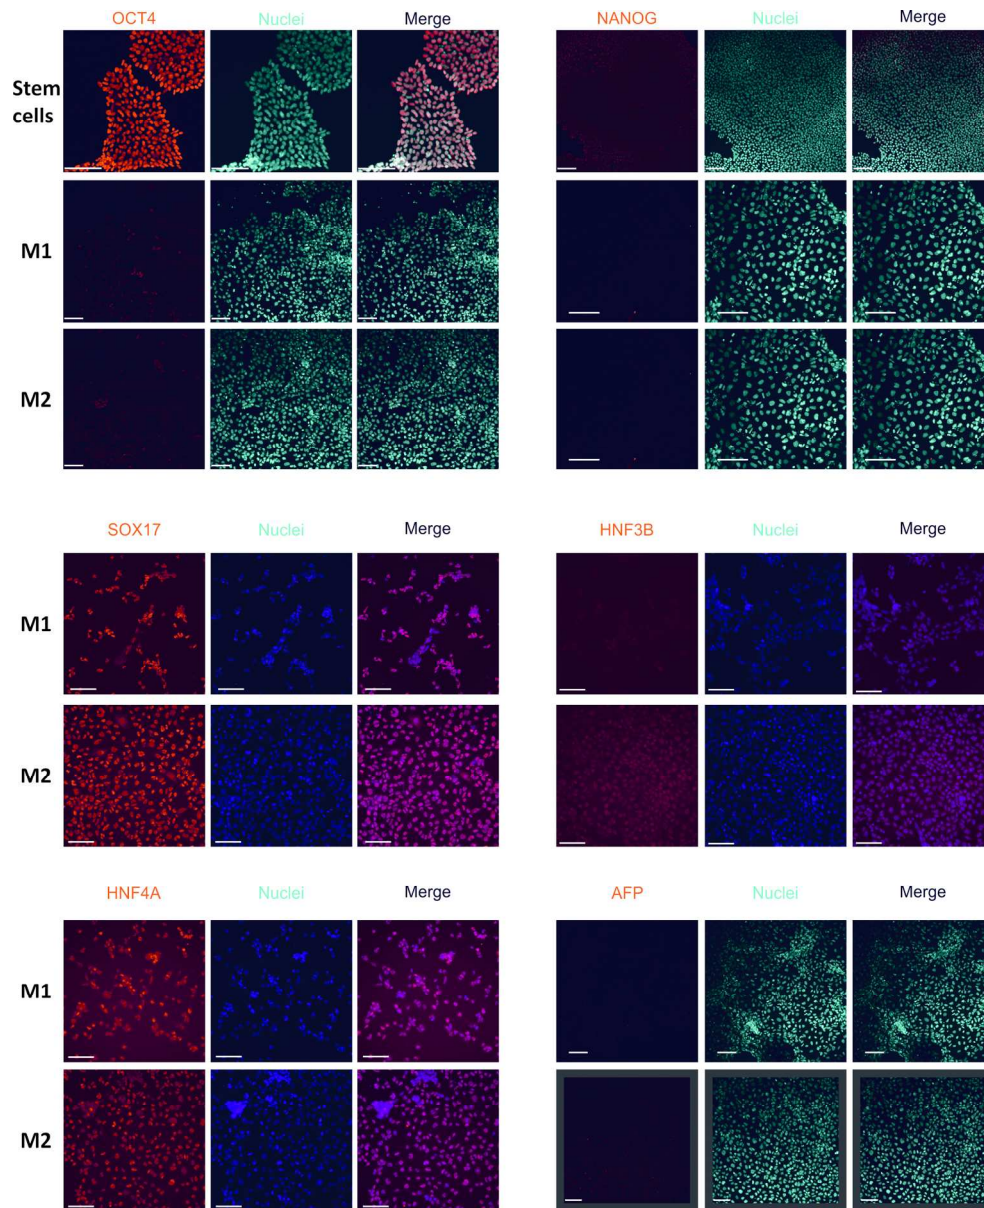 OCT4 Nuclei Merge NANOG Nuclei Merge
Stem
cells
M1
M2
SOX17 Nuclei Merge HNF3B Nuclei Merge
M1
M2
HNF4A Nuclei Merge AFP Nuclei Merge
M1
M2